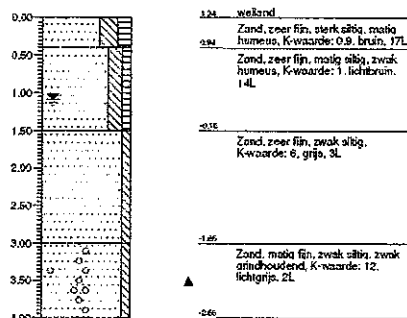 0.00
1.24 weiland
Zand, zeer fijn, sterk siltig, matig
humeus, K-waarde: 0.9, bruin, 17L
0.84
Zand, zeer fijn, matig siltig, zwak
humeus, K-waarde: 1, lichtbruin,
14L
0.50
1.00
1.50
Zand, zeer fijn, zwak siltig,
K-waarde: 6, grijs, 3L
2.00
2.50
3.00
Zand, matig fijn, zwak siltig, zwak
grindhoudend, K-waarde: 12,
lichtgrijs, 2L
3.50
4.00